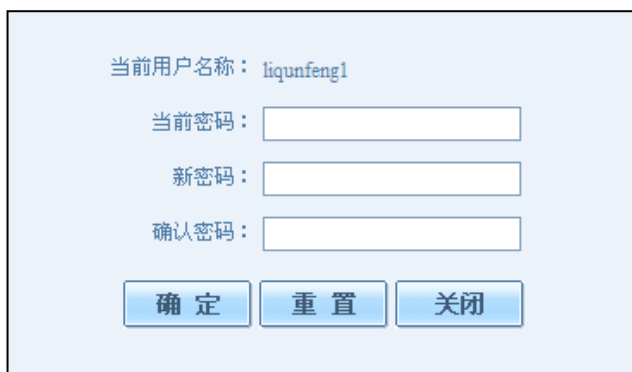 当前用户名称：liqunfeng1
当前密码：
新密码：
确认密码：
确 定 重 置 关闭